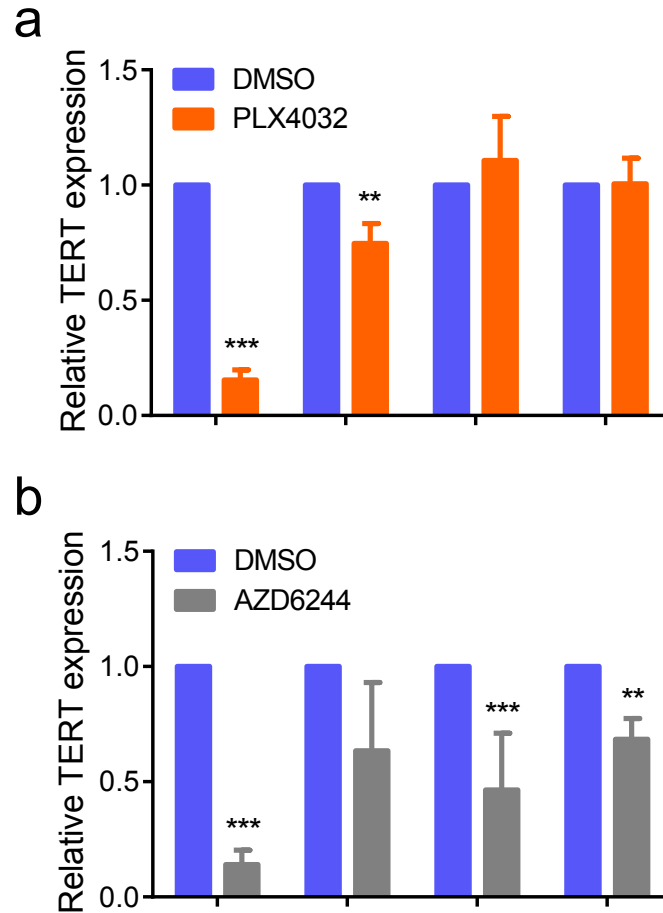 a
Relative TERT expression
1.5
1.0
0.5
0.0
DMSO
PLX4032
***
**
b
Relative TERT expression
1.5
1.0
0.5
0.0
DMSO
AZD6244
***
***
**